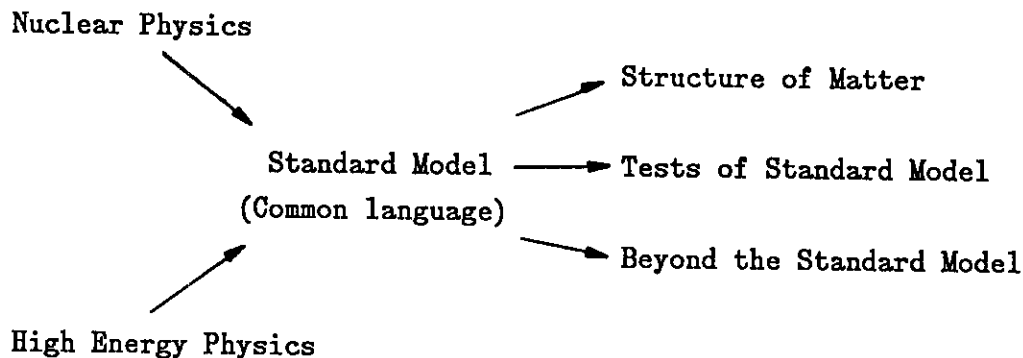 Nuclear Physics
Structure of Matter
Standard Model
(Common language)
Tests of Standard Model
Beyond the Standard Model
High Energy Physics